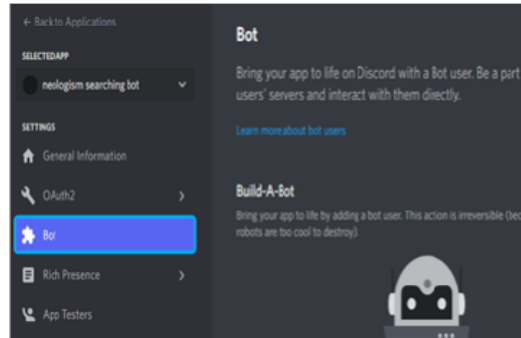 ← Back to Applications
SELECTED APP
neologism searching bot
SETTINGS
General Information
OAuth2
Bot
Rich Presence
App Testers
Bot
Bring your app to life on Discord with a Bot user. Be a part
users' servers and interact with them directly.
Learn more about bot users
Build-A-Bot
Bring your app to life by adding a bot user. This action is irreversible (bec
robots are too cool to destroy).